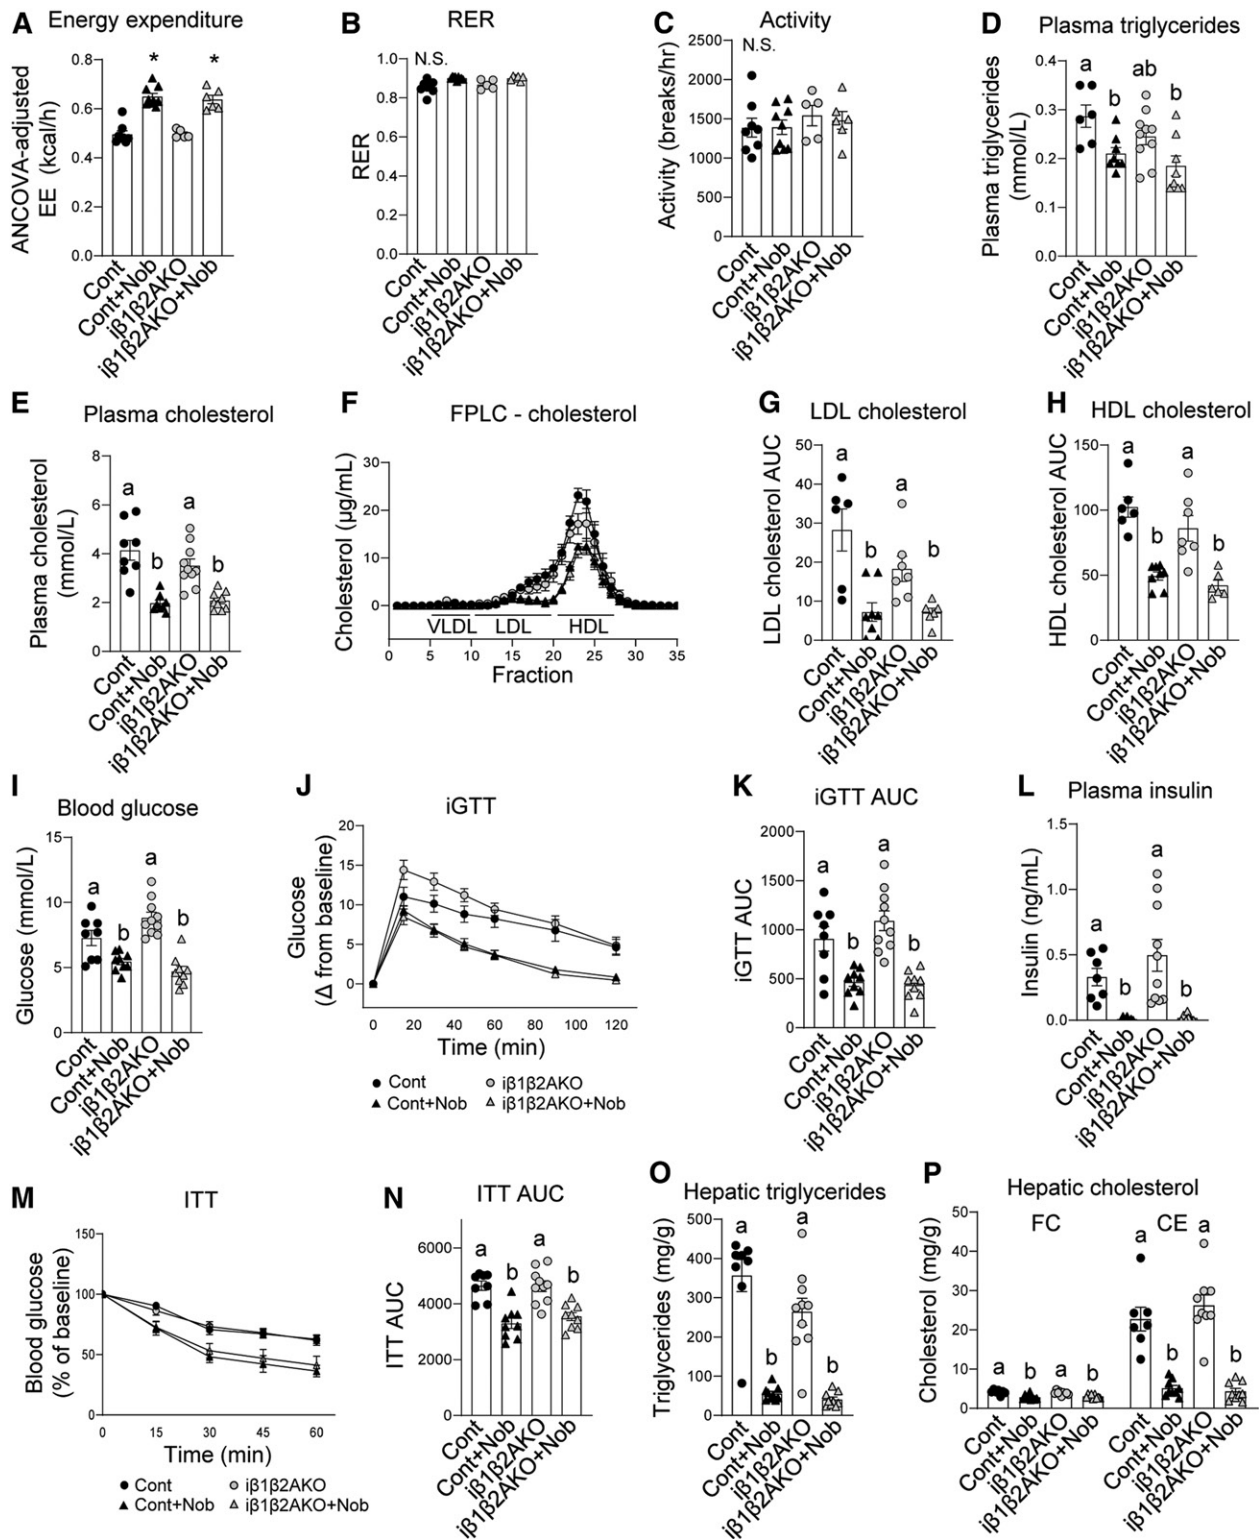 A Energy expenditure
ANCOVA-adjusted
EE (kcal/h)
0.8
0.6
0.4
0.2
0.0
* *
Cont
Cont+Nob
iβ1β2AKO
iβ1β2AKO+Nob
B RER
RER
1.0
0.8
0.6
0.4
0.2
0.0
N.S.
Cont
Cont+Nob
iβ1β2AKO
iβ1β2AKO+Nob
C Activity
Activity (breaks/hr)
2500
2000
1500
1000
500
0
N.S.
Cont
Cont+Nob
iβ1β2AKO
iβ1β2AKO+Nob
D Plasma triglycerides
Plasma triglycerides
(mmol/L)
0.4
0.3
0.2
0.1
0.0
a b ab b
Cont
Cont+Nob
iβ1β2AKO
iβ1β2AKO+Nob
E Plasma cholesterol
Plasma cholesterol
(mmol/L)
8
6
4
2
0
a b a b
Cont
Cont+Nob
iβ1β2AKO
iβ1β2AKO+Nob
F FPLC - cholesterol
Cholesterol (µg/mL)
30
20
10
0
VLDL LDL HDL
0 5 10 15 20 25 30 35
Fraction
G LDL cholesterol
LDL cholesterol AUC
50
40
30
20
10
0
a b a b
Cont
Cont+Nob
iβ1β2AKO
iβ1β2AKO+Nob
H HDL cholesterol
HDL cholesterol AUC
150
100
50
0
a b a b
Cont
Cont+Nob
iβ1β2AKO
iβ1β2AKO+Nob
I Blood glucose
Glucose (mmol/L)
15
10
5
0
a b a b
Cont
Cont+Nob
iβ1β2AKO
iβ1β2AKO+Nob
J iGTT
Glucose
(Δ from baseline)
20
15
10
5
0
0 20 40 60 80 100 120
Time (min)
Cont iβ1β2AKO
Cont+Nob iβ1β2AKO+Nob
K iGTT AUC
iGTT AUC
2000
1500
1000
500
0
a b a b
Cont
Cont+Nob
iβ1β2AKO
iβ1β2AKO+Nob
L Plasma insulin
Insulin (ng/mL)
1.5
1.0
0.5
0.0
a b a b
Cont
Cont+Nob
iβ1β2AKO
iβ1β2AKO+Nob
M ITT
Blood glucose
(% of baseline)
150
100
50
0
0 15 30 45 60
Time (min)
Cont iβ1β2AKO
Cont+Nob iβ1β2AKO+Nob
N ITT AUC
ITT AUC
6000
4000
2000
0
a b a b
Cont
Cont+Nob
iβ1β2AKO
iβ1β2AKO+Nob
O Hepatic triglycerides
Triglycerides (mg/g)
500
400
300
200
100
0
a b a b
Cont
Cont+Nob
iβ1β2AKO
iβ1β2AKO+Nob
P Hepatic cholesterol
Cholesterol (mg/g)
50
40
30
20
10
0
FC CE
a b a b a b a b
Cont
Cont+Nob
iβ1β2AKO
iβ1β2AKO+Nob
Cont
Cont+Nob
iβ1β2AKO
iβ1β2AKO+Nob